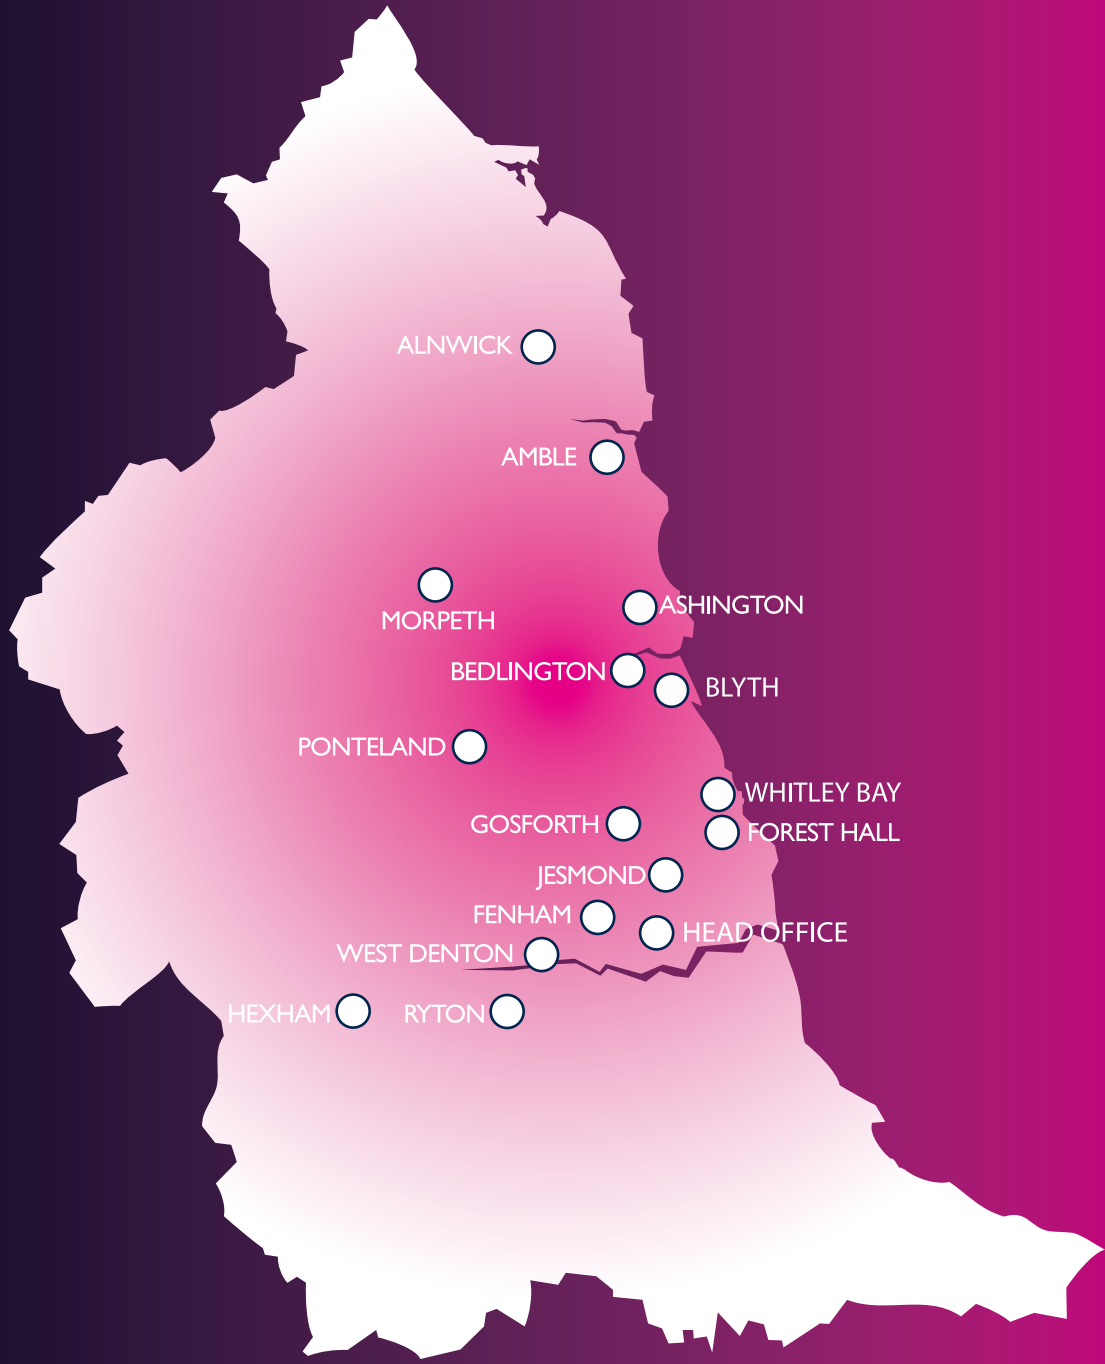 ALNWICK
AMBLE
MORPETH
ASHINGTON
BEDLINGTON
BLYTH
PONTELAND
WHITLEY BAY
GOSFORTH
FOREST HALL
JESMOND
FENHAM
HEAD OFFICE
WEST DENTON
HEXHAM
RYTON